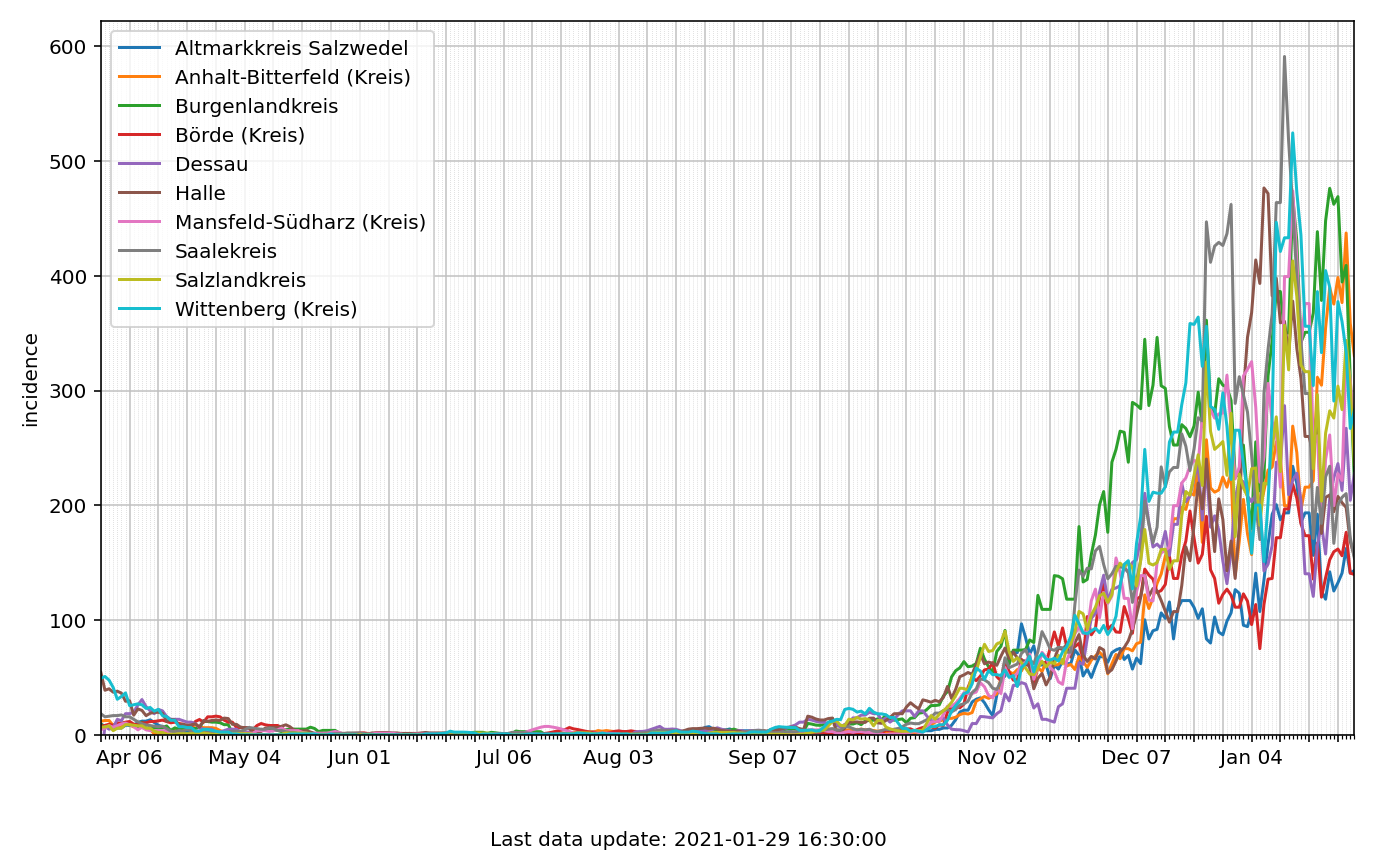 600
500
400
300
200
100
0
incidence
Altmarkkreis Salzwedel
Anhalt-Bitterfeld (Kreis)
Burgenlandkreis
Börde (Kreis)
Dessau
Halle
Mansfeld-Südharz (Kreis)
Saalekreis
Salzlandkreis
Wittenberg (Kreis)
Apr 06 May 04 Jun 01 Jul 06 Aug 03 Sep 07 Oct 05 Nov 02 Dec 07 Jan 04
Last data update: 2021-01-29 16:30:00